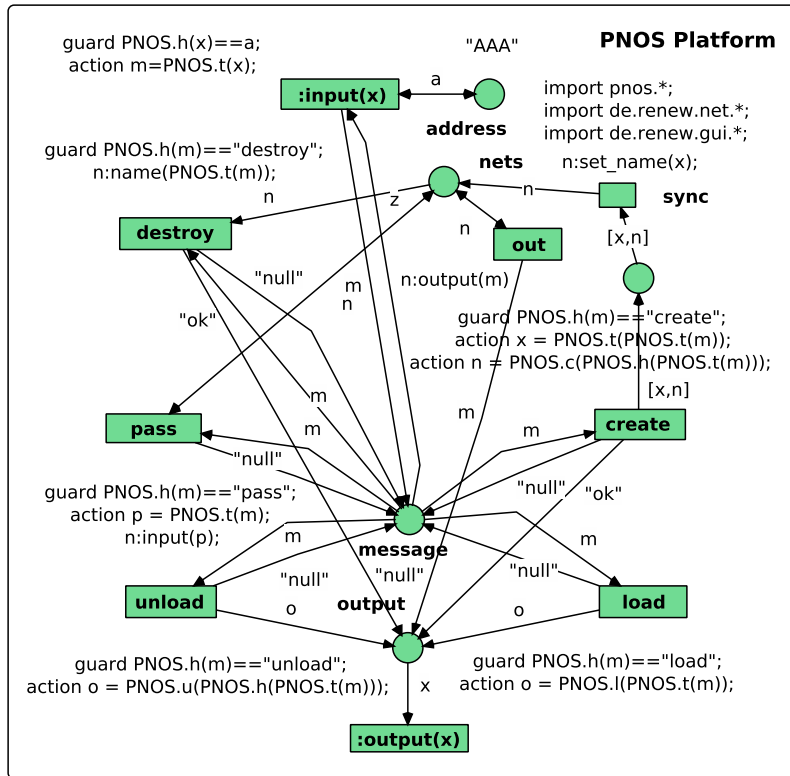 guard PNOS.h(x)==a;
action m=PNOS.t(x);
"AAA"
PNOS Platform
:input(x)
a
address
import pnos.*;
import de.renew.net.*;
import de.renew.gui.*;
guard PNOS.h(m)=="destroy";
n:name(PNOS.t(m));
nets
n:set_name(x);
n
z
n
sync
destroy
n
out
[x,n]
"null"
m
n
n:output(m)
"ok"
guard PNOS.h(m)=="create";
action x = PNOS.t(PNOS.t(m));
action n = PNOS.c(PNOS.h(PNOS.t(m)));
m
[x,n]
pass
m
m
m
create
"null"
"null"
"ok"
guard PNOS.h(m)=="pass";
action p = PNOS.t(m);
n:input(p);
m
message
m
"null"
"null"
"null"
unload
o
output
o
load
guard PNOS.h(m)=="unload";
action o = PNOS.u(PNOS.h(PNOS.t(m)));
x
guard PNOS.h(m)=="load";
action o = PNOS.l(PNOS.t(m));
:output(x)